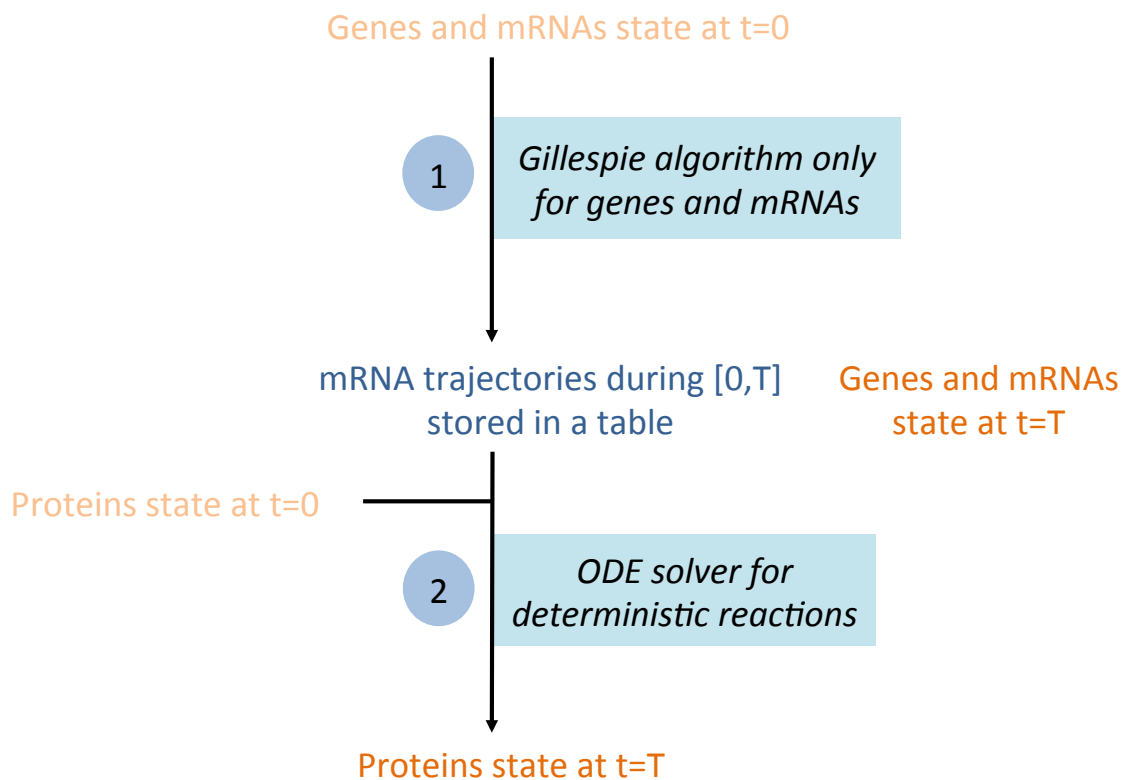 Genes and mRNAs state at t=0
1
Gillespie algorithm only
for genes and mRNAs
mRNA trajectories during [0,T]
stored in a table
Genes and mRNAs
state at t=T
Proteins state at t=0
2
ODE solver for
deterministic reactions
Proteins state at t=T